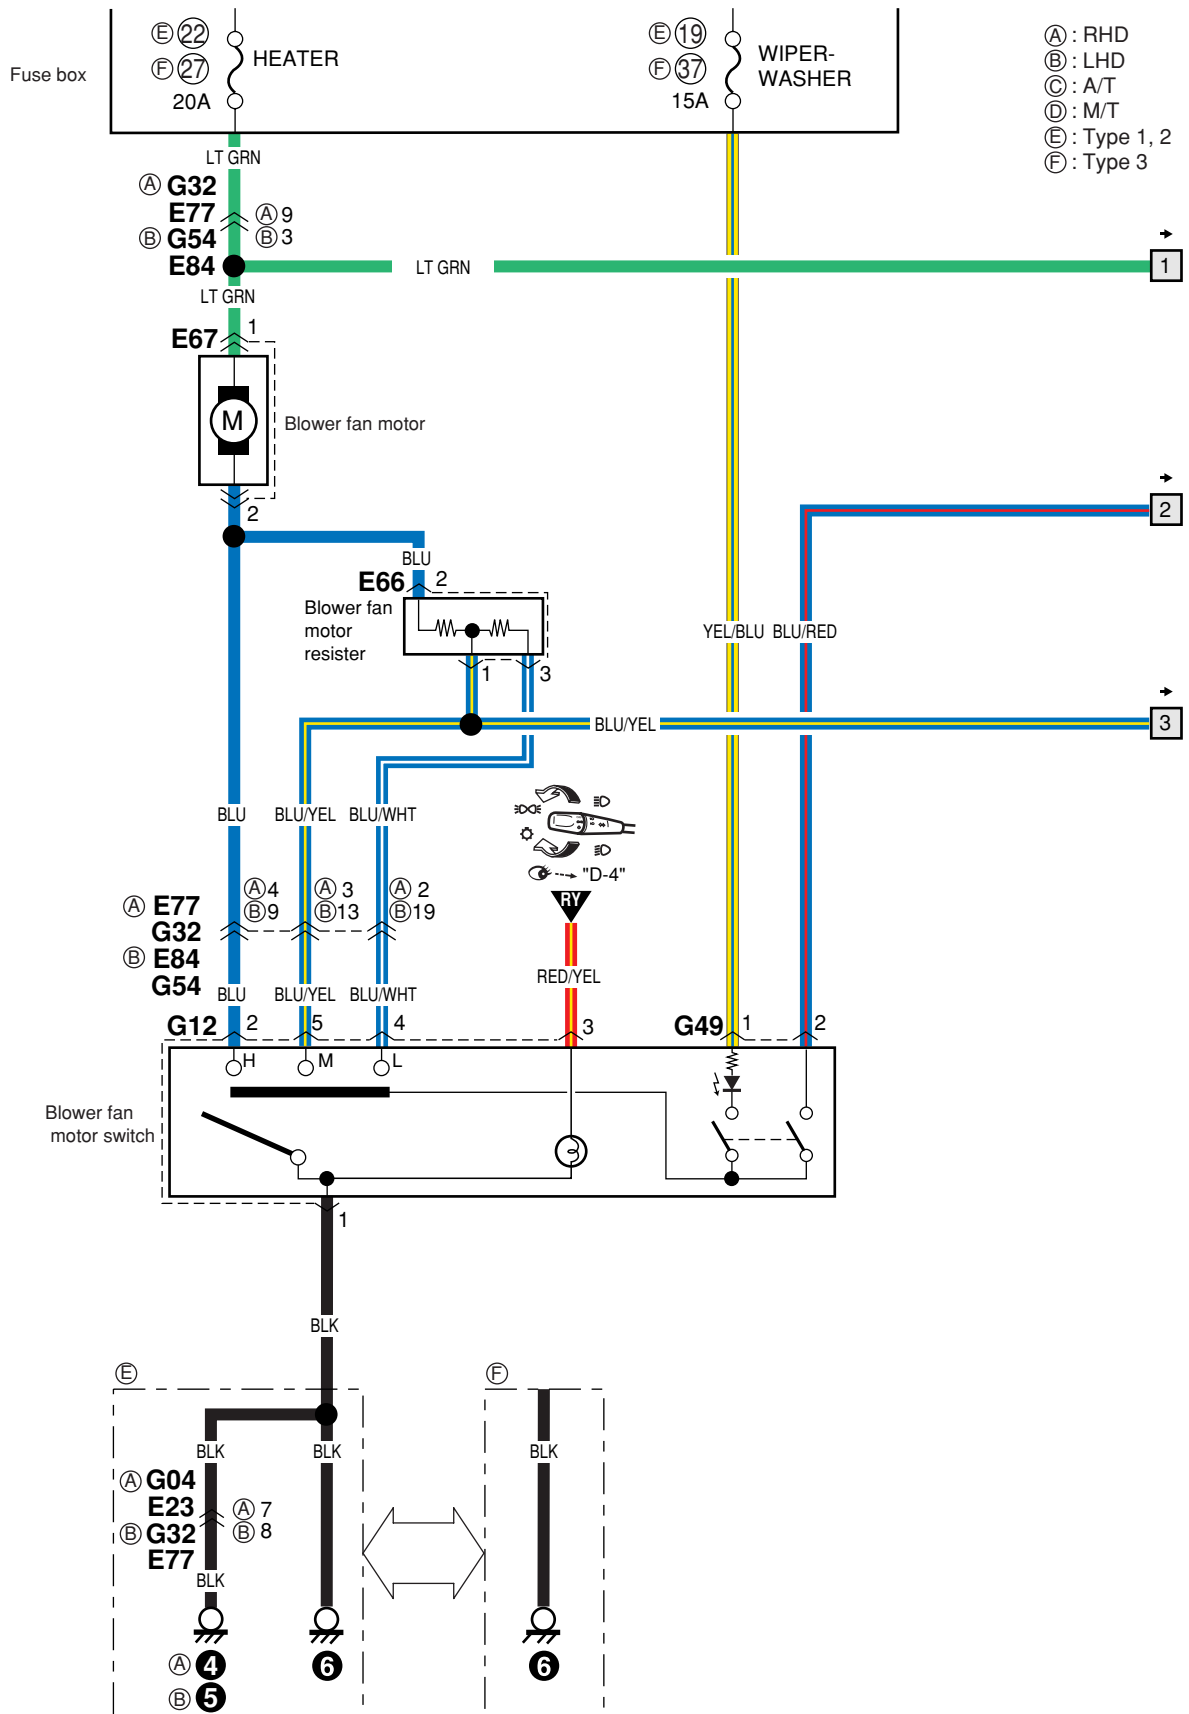 Fuse box
E 22
F 27
20A
HEATER
E 19
F 37
15A
WIPER-
WASHER
A : RHD
B : LHD
C : A/T
D : M/T
E : Type 1, 2
F : Type 3
LT GRN
A G32
E77
B G54
E84
A 9
B 3
LT GRN
1
LT GRN
E67
1
M
Blower fan motor
2
2
BLU
E66
2
Blower fan
motor
resister
1
3
YEL/BLU
BLU/RED
BLU/YEL
3
BLU
BLU/YEL
BLU/WHT
"D-4"
RY
A 4
B 9
A 3
B 13
A 2
B 19
A E77
G32
B E84
G54
RED/YEL
BLU
BLU/YEL
BLU/WHT
G12
2
5
4
3
G49
1
2
H
M
L
Blower fan
motor switch
1
BLK
E
F
BLK
BLK
BLK
A G04
E23
B G32
E77
A 7
B 8
BLK
A 4
B 5
6
6